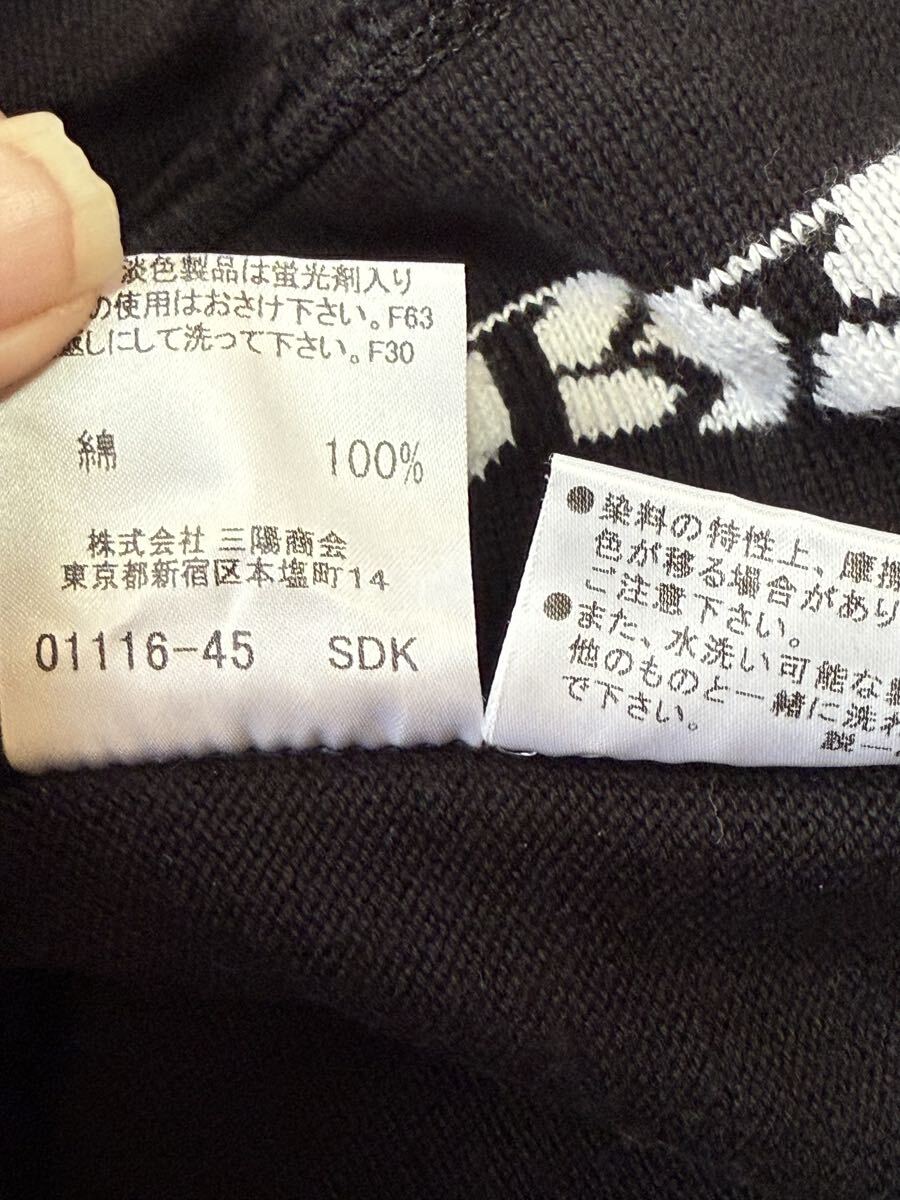 淡色製品は蛍光剤入り
の使用はおさけ下さい。F63
しにして洗って下さい。F30
綿 100%
株式会社 三陽商会
東京都新宿区本塩町14
01116-45 SDK
●染料の特性上、摩擦
色が移る場合があり
ご注意下さい。
●また、水洗い可能な
他のものと一緒に洗わ
で下さい。